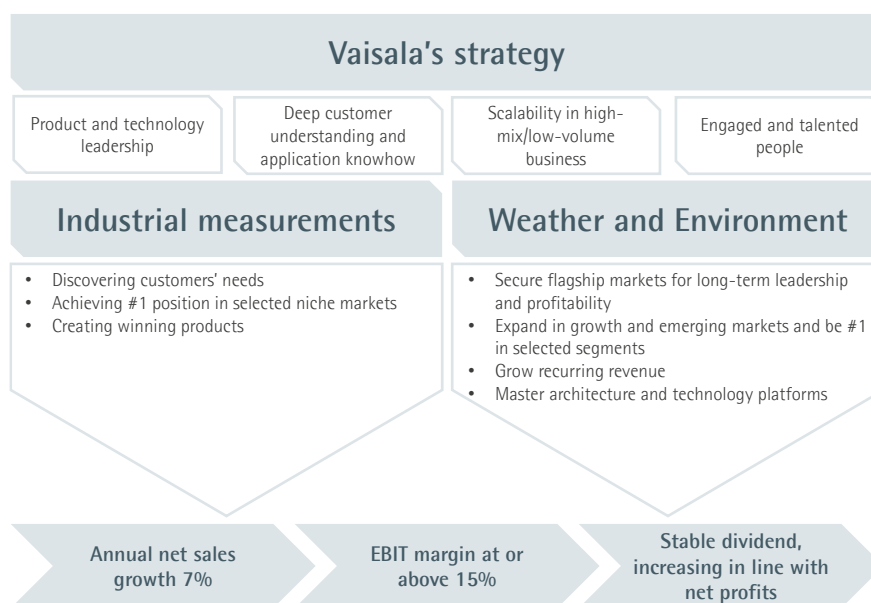 Vaisala's strategy
Product and technology
leadership
Deep customer
understanding and
application knowhow
Scalability in high-
mix/low-volume
business
Engaged and talented
people
Industrial measurements
• Discovering customers' needs
• Achieving #1 position in selected niche markets
• Creating winning products
Weather and Environment
• Secure flagship markets for long-term leadership
and profitability
• Expand in growth and emerging markets and be #1
in selected segments
• Grow recurring revenue
• Master architecture and technology platforms
Annual net sales
growth 7%
EBIT margin at or
above 15%
Stable dividend,
increasing in line with
net profits